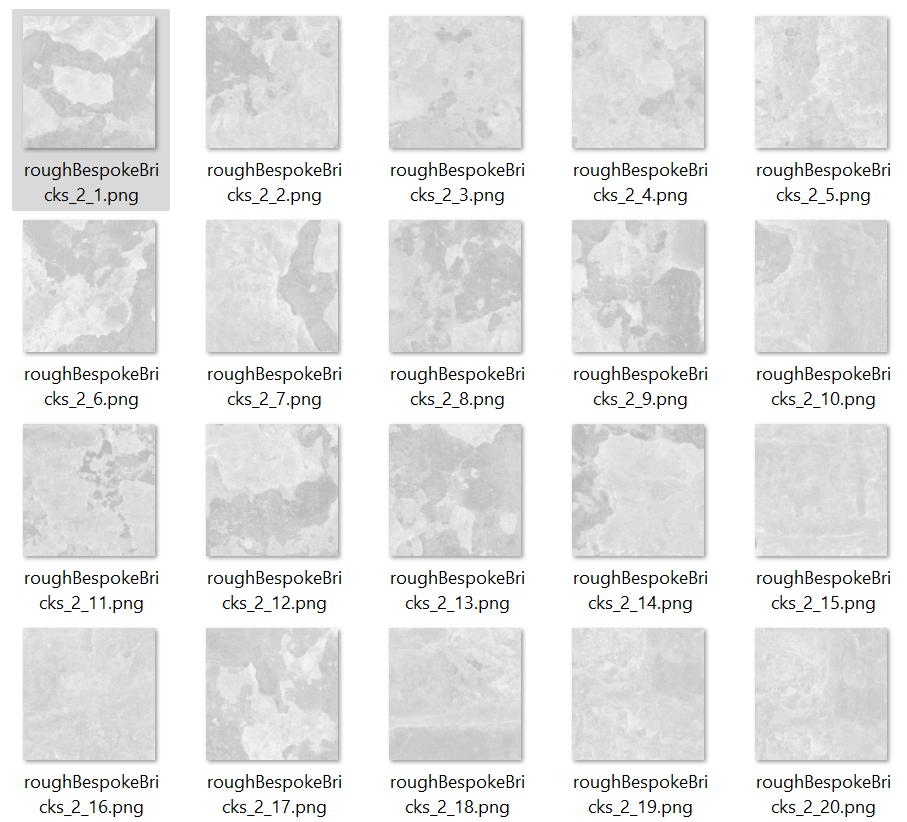 roughBespokeBri
cks_2_1.png
roughBespokeBri
cks_2_2.png
roughBespokeBri
cks_2_3.png
roughBespokeBri
cks_2_4.png
roughBespokeBri
cks_2_5.png
roughBespokeBri
cks_2_6.png
roughBespokeBri
cks_2_7.png
roughBespokeBri
cks_2_8.png
roughBespokeBri
cks_2_9.png
roughBespokeBri
cks_2_10.png
roughBespokeBri
cks_2_11.png
roughBespokeBri
cks_2_12.png
roughBespokeBri
cks_2_13.png
roughBespokeBri
cks_2_14.png
roughBespokeBri
cks_2_15.png
roughBespokeBri
cks_2_16.png
roughBespokeBri
cks_2_17.png
roughBespokeBri
cks_2_18.png
roughBespokeBri
cks_2_19.png
roughBespokeBri
cks_2_20.png